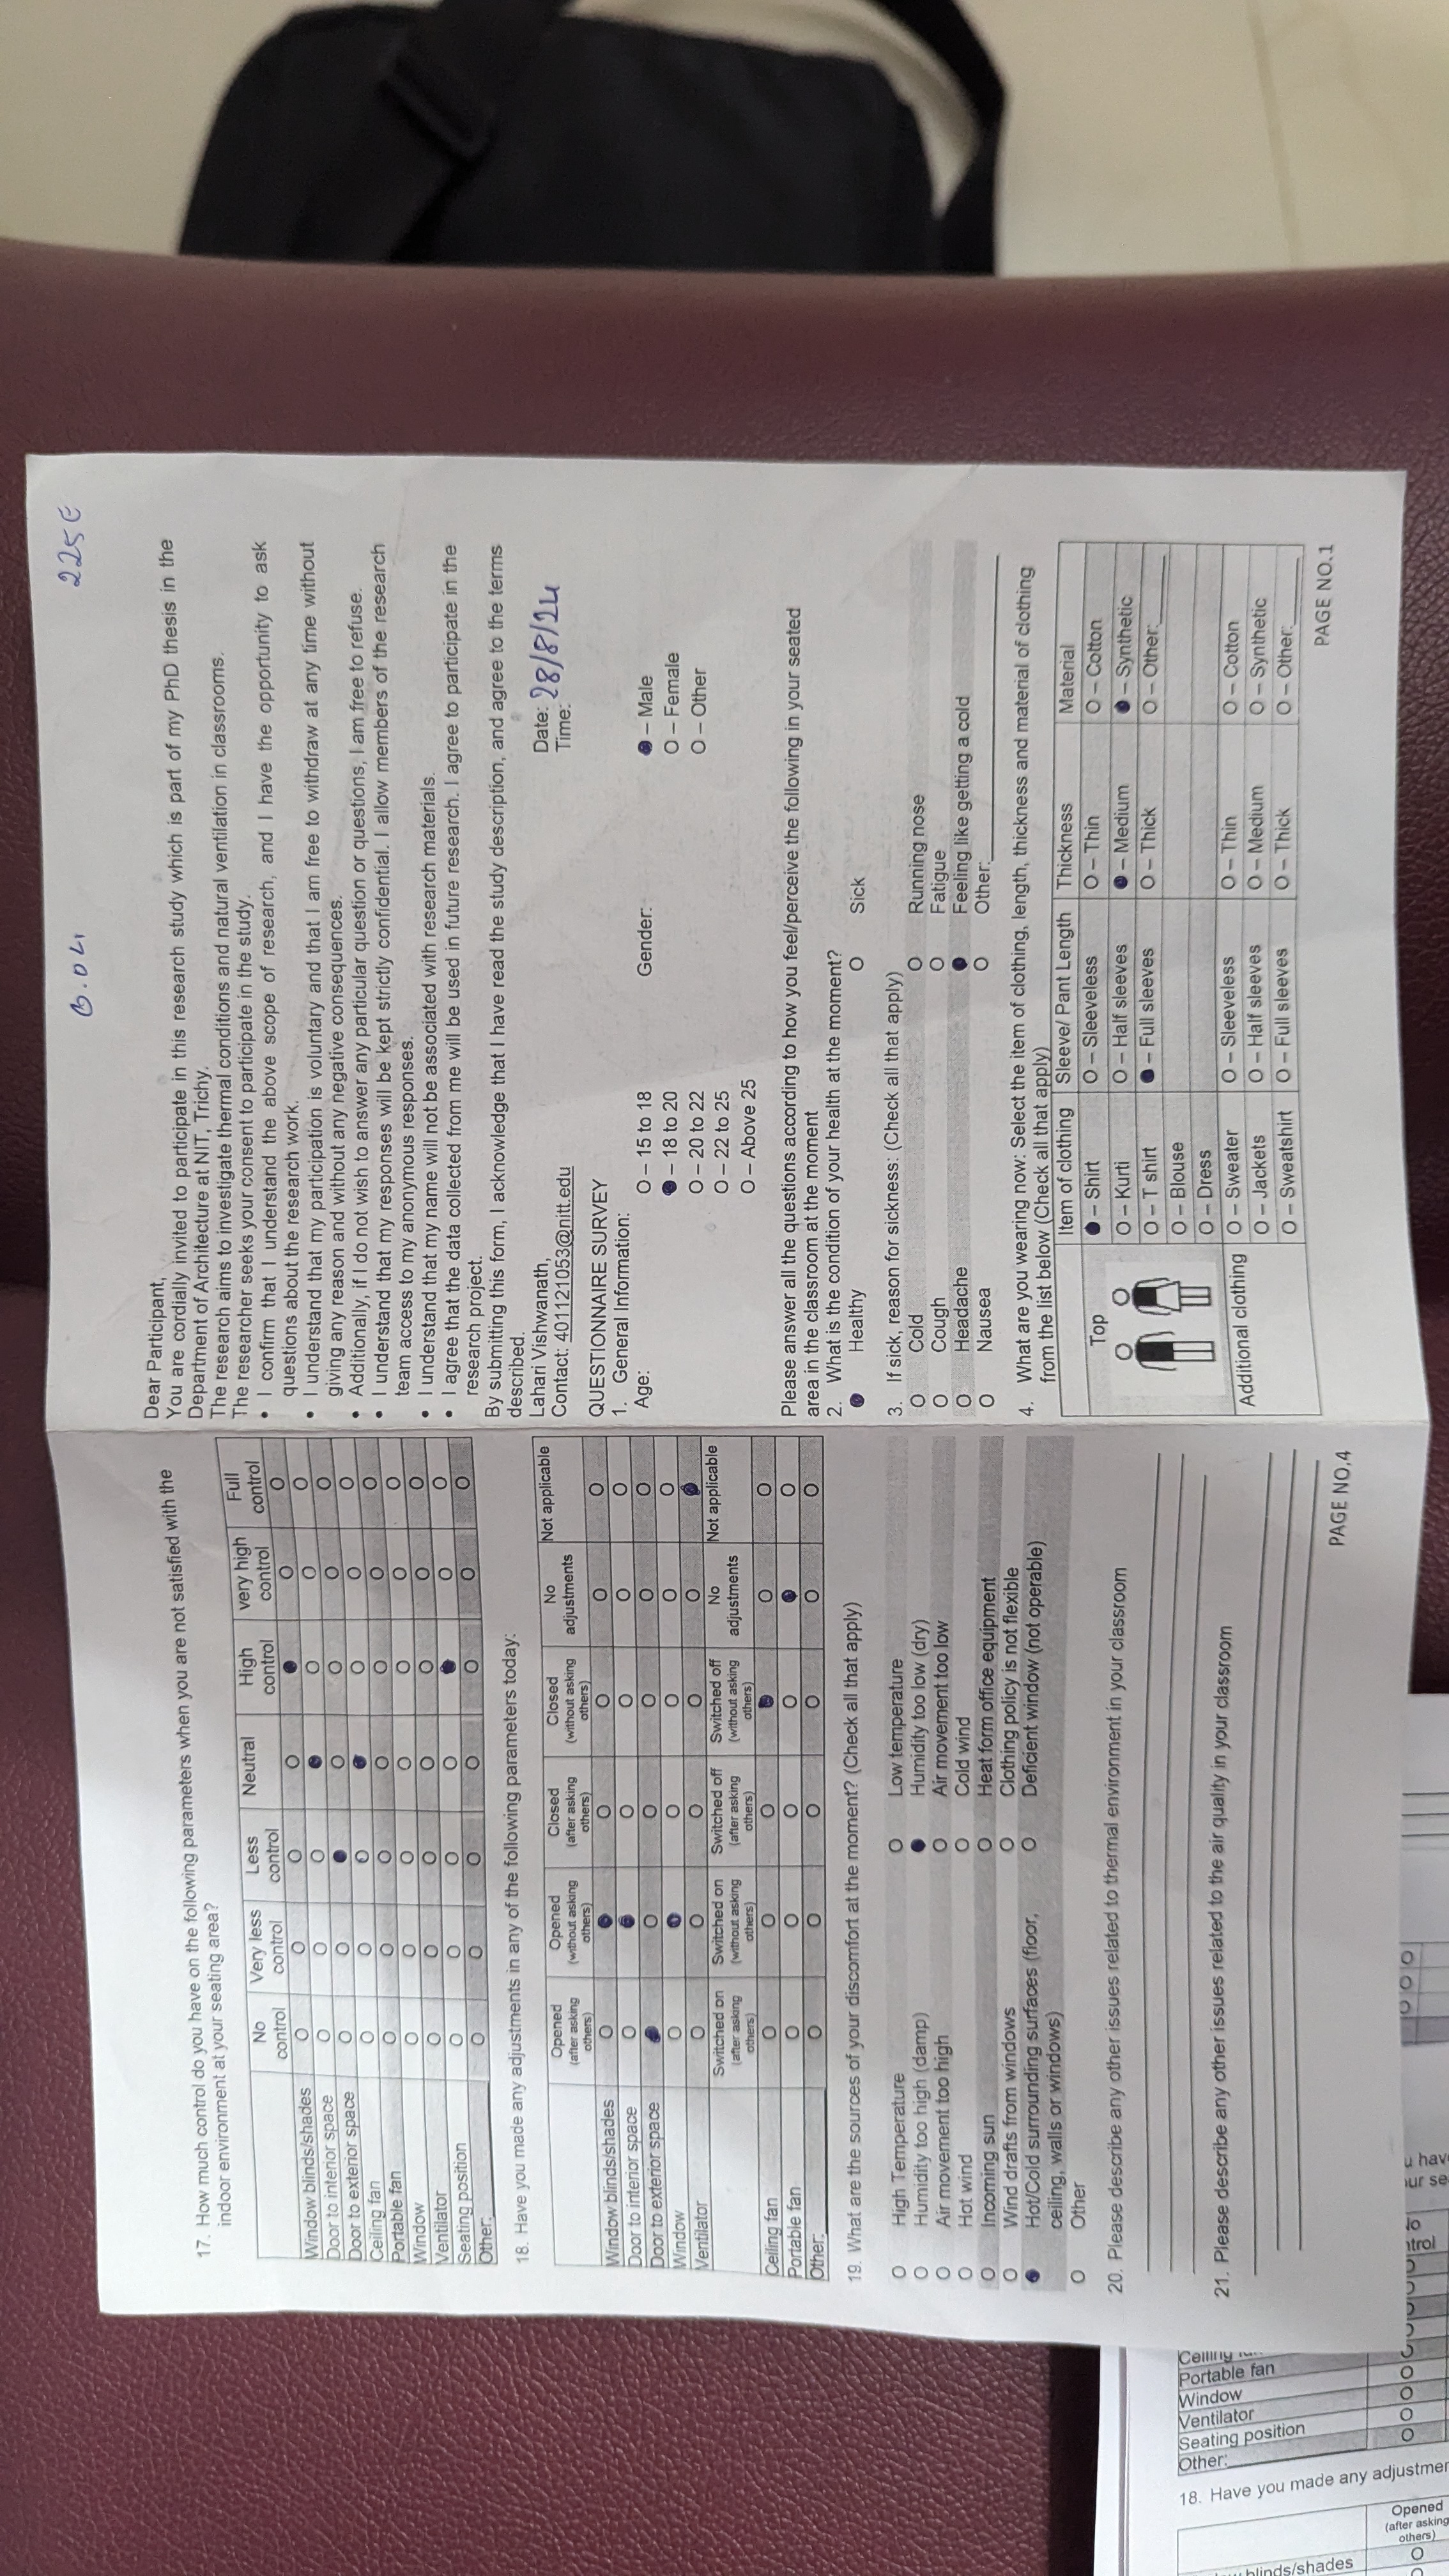 17. How much control do you have on the following parameters when you are not satisfied with the
indoor environment at your seating area?
No control Very less control Less control Neutral High control very high control Full control
Window blinds/shades O O O O ● O O
Door to interior space O O O ● O O O
Door to exterior space O O ● O O O O
Ceiling fan O O O ● O O O
Portable fan O O O O O O O
Window O O O O O O O
Ventilator O O O O O O O
Seating position O O O O ● O O
Other: O O O O O O O
18. Have you made any adjustments in any of the following parameters today:
Opened (after asking others) Opened (without asking others) Closed (after asking others) Closed (without asking others) No adjustments Not applicable
Window blinds/shades O ● O O O O
Door to interior space O ● O O O O
Door to exterior space ● O O O O O
Window O ● O O O O
Ventilator O O O O O ●
Switched on (after asking others) Switched on (without asking others) Switched off (after asking others) Switched off (without asking others) No adjustments Not applicable
Ceiling fan O O O ● O O
Portable fan O O O O ● O
Other: O O O O O O
19. What are the sources of your discomfort at the moment? (Check all that apply)
O High Temperature O Low temperature
O Humidity too high (damp) ● Humidity too low (dry)
O Air movement too high O Air movement too low
O Hot wind O Cold wind
O Incoming sun O Heat form office equipment
O Wind drafts from windows O Clothing policy is not flexible
● Hot/Cold surrounding surfaces (floor, O Deficient window (not operable)
ceiling, walls or windows)
O Other
20. Please describe any other issues related to thermal environment in your classroom
21. Please describe any other issues related to the air quality in your classroom
PAGE NO.4
225E
Dear Participant,
You are cordially invited to participate in this research study which is part of my PhD thesis in the
Department of Architecture at NIT, Trichy.
The research aims to investigate thermal conditions and natural ventilation in classrooms.
The researcher seeks your consent to participate in the study.
• I confirm that I understand the above scope of research, and I have the opportunity to ask
questions about the research work.
• I understand that my participation is voluntary and that I am free to withdraw at any time without
giving any reason and without any negative consequences.
• Additionally, if I do not wish to answer any particular question or questions, I am free to refuse.
• I understand that my responses will be kept strictly confidential. I allow members of the research
team access to my anonymous responses.
• I understand that my name will not be associated with research materials.
• I agree that the data collected from me will be used in future research. I agree to participate in the
research project.
By submitting this form, I acknowledge that I have read the study description, and agree to the terms
described.
Lahari Vishwanath, Date: 28/8/24
Contact: 401121053@nitt.edu Time:
QUESTIONNAIRE SURVEY
1. General Information:
Age: O – 15 to 18 Gender: ● – Male
● – 18 to 20 O – Female
O – 20 to 22 O – Other
O – 22 to 25
O – Above 25
Please answer all the questions according to how you feel/perceive the following in your seated
area in the classroom at the moment
2. What is the condition of your health at the moment?
● Healthy O Sick
3. If sick, reason for sickness: (Check all that apply)
O Cold O Running nose
O Cough O Fatigue
O Headache ● Feeling like getting a cold
O Nausea O Other:
4. What are you wearing now: Select the item of clothing, length, thickness and material of clothing
from the list below (Check all that apply)
Item of clothing Sleeve/ Pant Length Thickness Material
Top ● – Shirt O – Sleeveless O – Thin O – Cotton
O – Kurti O – Half sleeves ● – Medium ● – Synthetic
O – T shirt ● – Full sleeves O – Thick O – Other:
O – Blouse
O – Dress
Additional clothing O – Sweater O – Sleeveless O – Thin O – Cotton
O – Jackets O – Half sleeves O – Medium O – Synthetic
O – Sweatshirt O – Full sleeves O – Thick O – Other:
PAGE NO.1
Portable fan
Window
Ventilator
Seating position
Other:
18. Have you made any
Opened
(after asking
others)